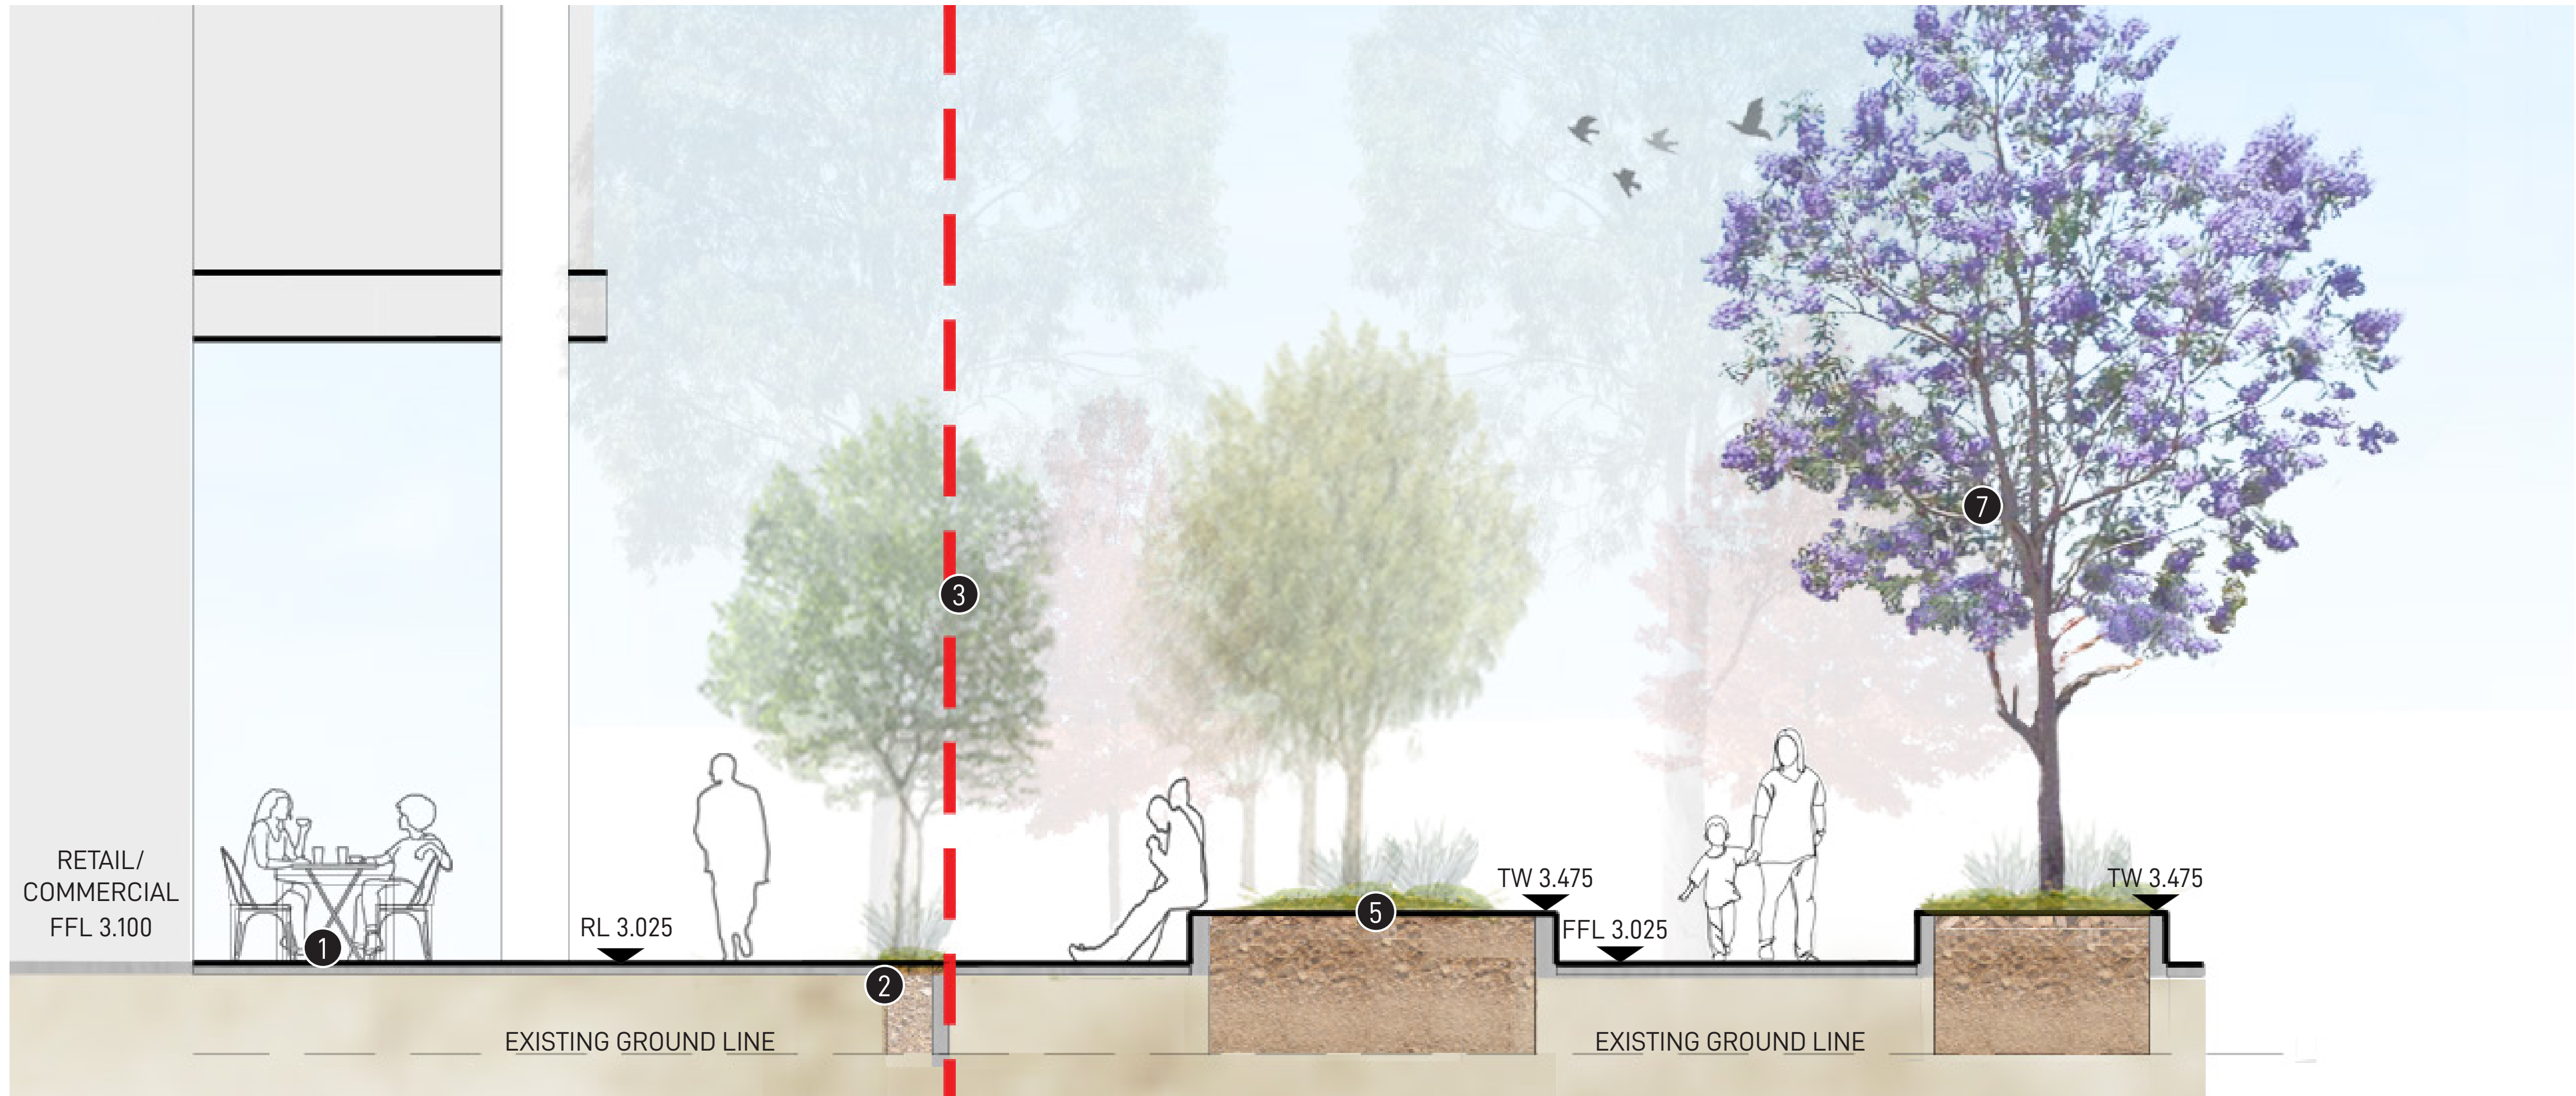 7
3
RETAIL/
COMMERCIAL
FFL 3.100
1
RL 3.025
2
5
TW 3.475
FFL 3.025
TW 3.475
EXISTING GROUND LINE
EXISTING GROUND LINE